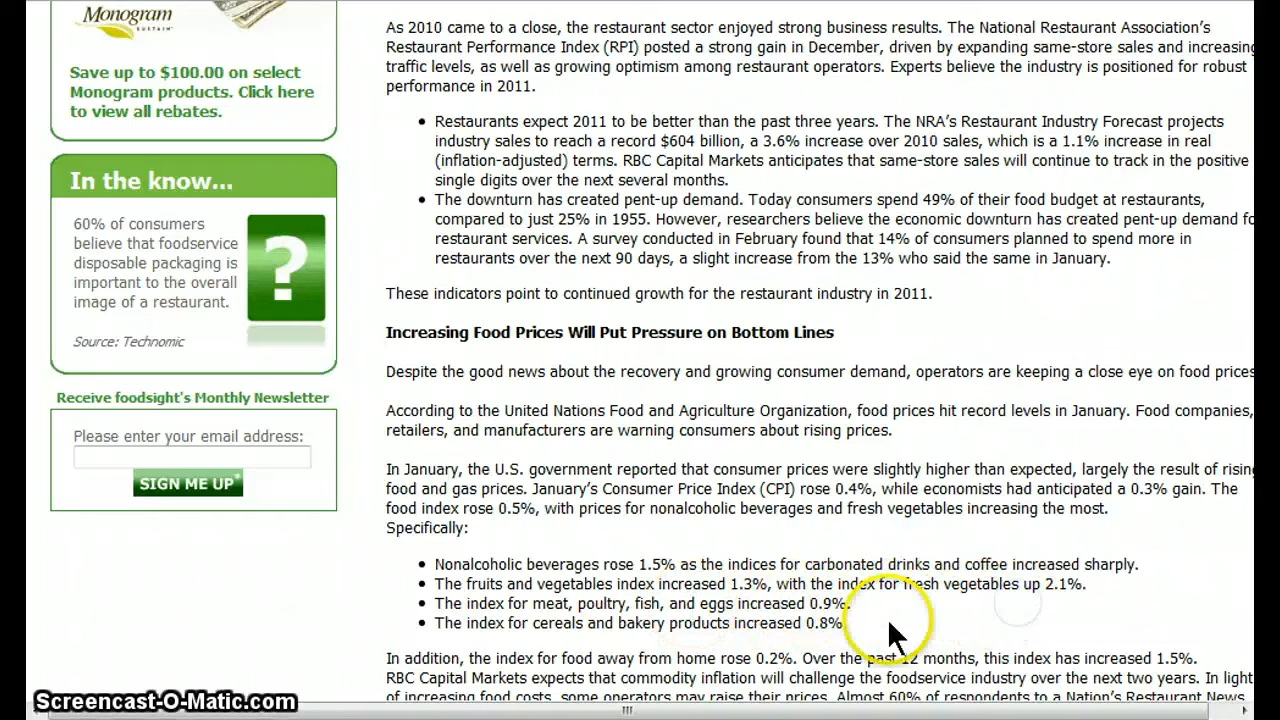 Monogram
SUSTAIN
Save up to $100.00 on select
Monogram products. Click here
to view all rebates.
In the know...
60% of consumers
believe that foodservice
disposable packaging is
important to the overall
image of a restaurant.
?
Source: Technomic
Receive foodsight's Monthly Newsletter
Please enter your email address:
SIGN ME UP
As 2010 came to a close, the restaurant sector enjoyed strong business results. The National Restaurant Association's
Restaurant Performance Index (RPI) posted a strong gain in December, driven by expanding same-store sales and increasing
traffic levels, as well as growing optimism among restaurant operators. Experts believe the industry is positioned for robust
performance in 2011.
• Restaurants expect 2011 to be better than the past three years. The NRA's Restaurant Industry Forecast projects
industry sales to reach a record $604 billion, a 3.6% increase over 2010 sales, which is a 1.1% increase in real
(inflation-adjusted) terms. RBC Capital Markets anticipates that same-store sales will continue to track in the positive
single digits over the next several months.
• The downturn has created pent-up demand. Today consumers spend 49% of their food budget at restaurants,
compared to just 25% in 1955. However, researchers believe the economic downturn has created pent-up demand fo
restaurant services. A survey conducted in February found that 14% of consumers planned to spend more in
restaurants over the next 90 days, a slight increase from the 13% who said the same in January.
These indicators point to continued growth for the restaurant industry in 2011.
Increasing Food Prices Will Put Pressure on Bottom Lines
Despite the good news about the recovery and growing consumer demand, operators are keeping a close eye on food prices
According to the United Nations Food and Agriculture Organization, food prices hit record levels in January. Food companies,
retailers, and manufacturers are warning consumers about rising prices.
In January, the U.S. government reported that consumer prices were slightly higher than expected, largely the result of rising
food and gas prices. January's Consumer Price Index (CPI) rose 0.4%, while economists had anticipated a 0.3% gain. The
food index rose 0.5%, with prices for nonalcoholic beverages and fresh vegetables increasing the most.
Specifically:
• Nonalcoholic beverages rose 1.5% as the indices for carbonated drinks and coffee increased sharply.
• The fruits and vegetables index increased 1.3%, with the index for fresh vegetables up 2.1%.
• The index for meat, poultry, fish, and eggs increased 0.9%.
• The index for cereals and bakery products increased 0.8%
In addition, the index for food away from home rose 0.2%. Over the past 12 months, this index has increased 1.5%.
RBC Capital Markets expects that commodity inflation will challenge the foodservice industry over the next two years. In light
of increasing food costs, some operators may raise their prices. Almost 60% of respondents to a Nation's Restaurant News
Screencast-O-Matic.com